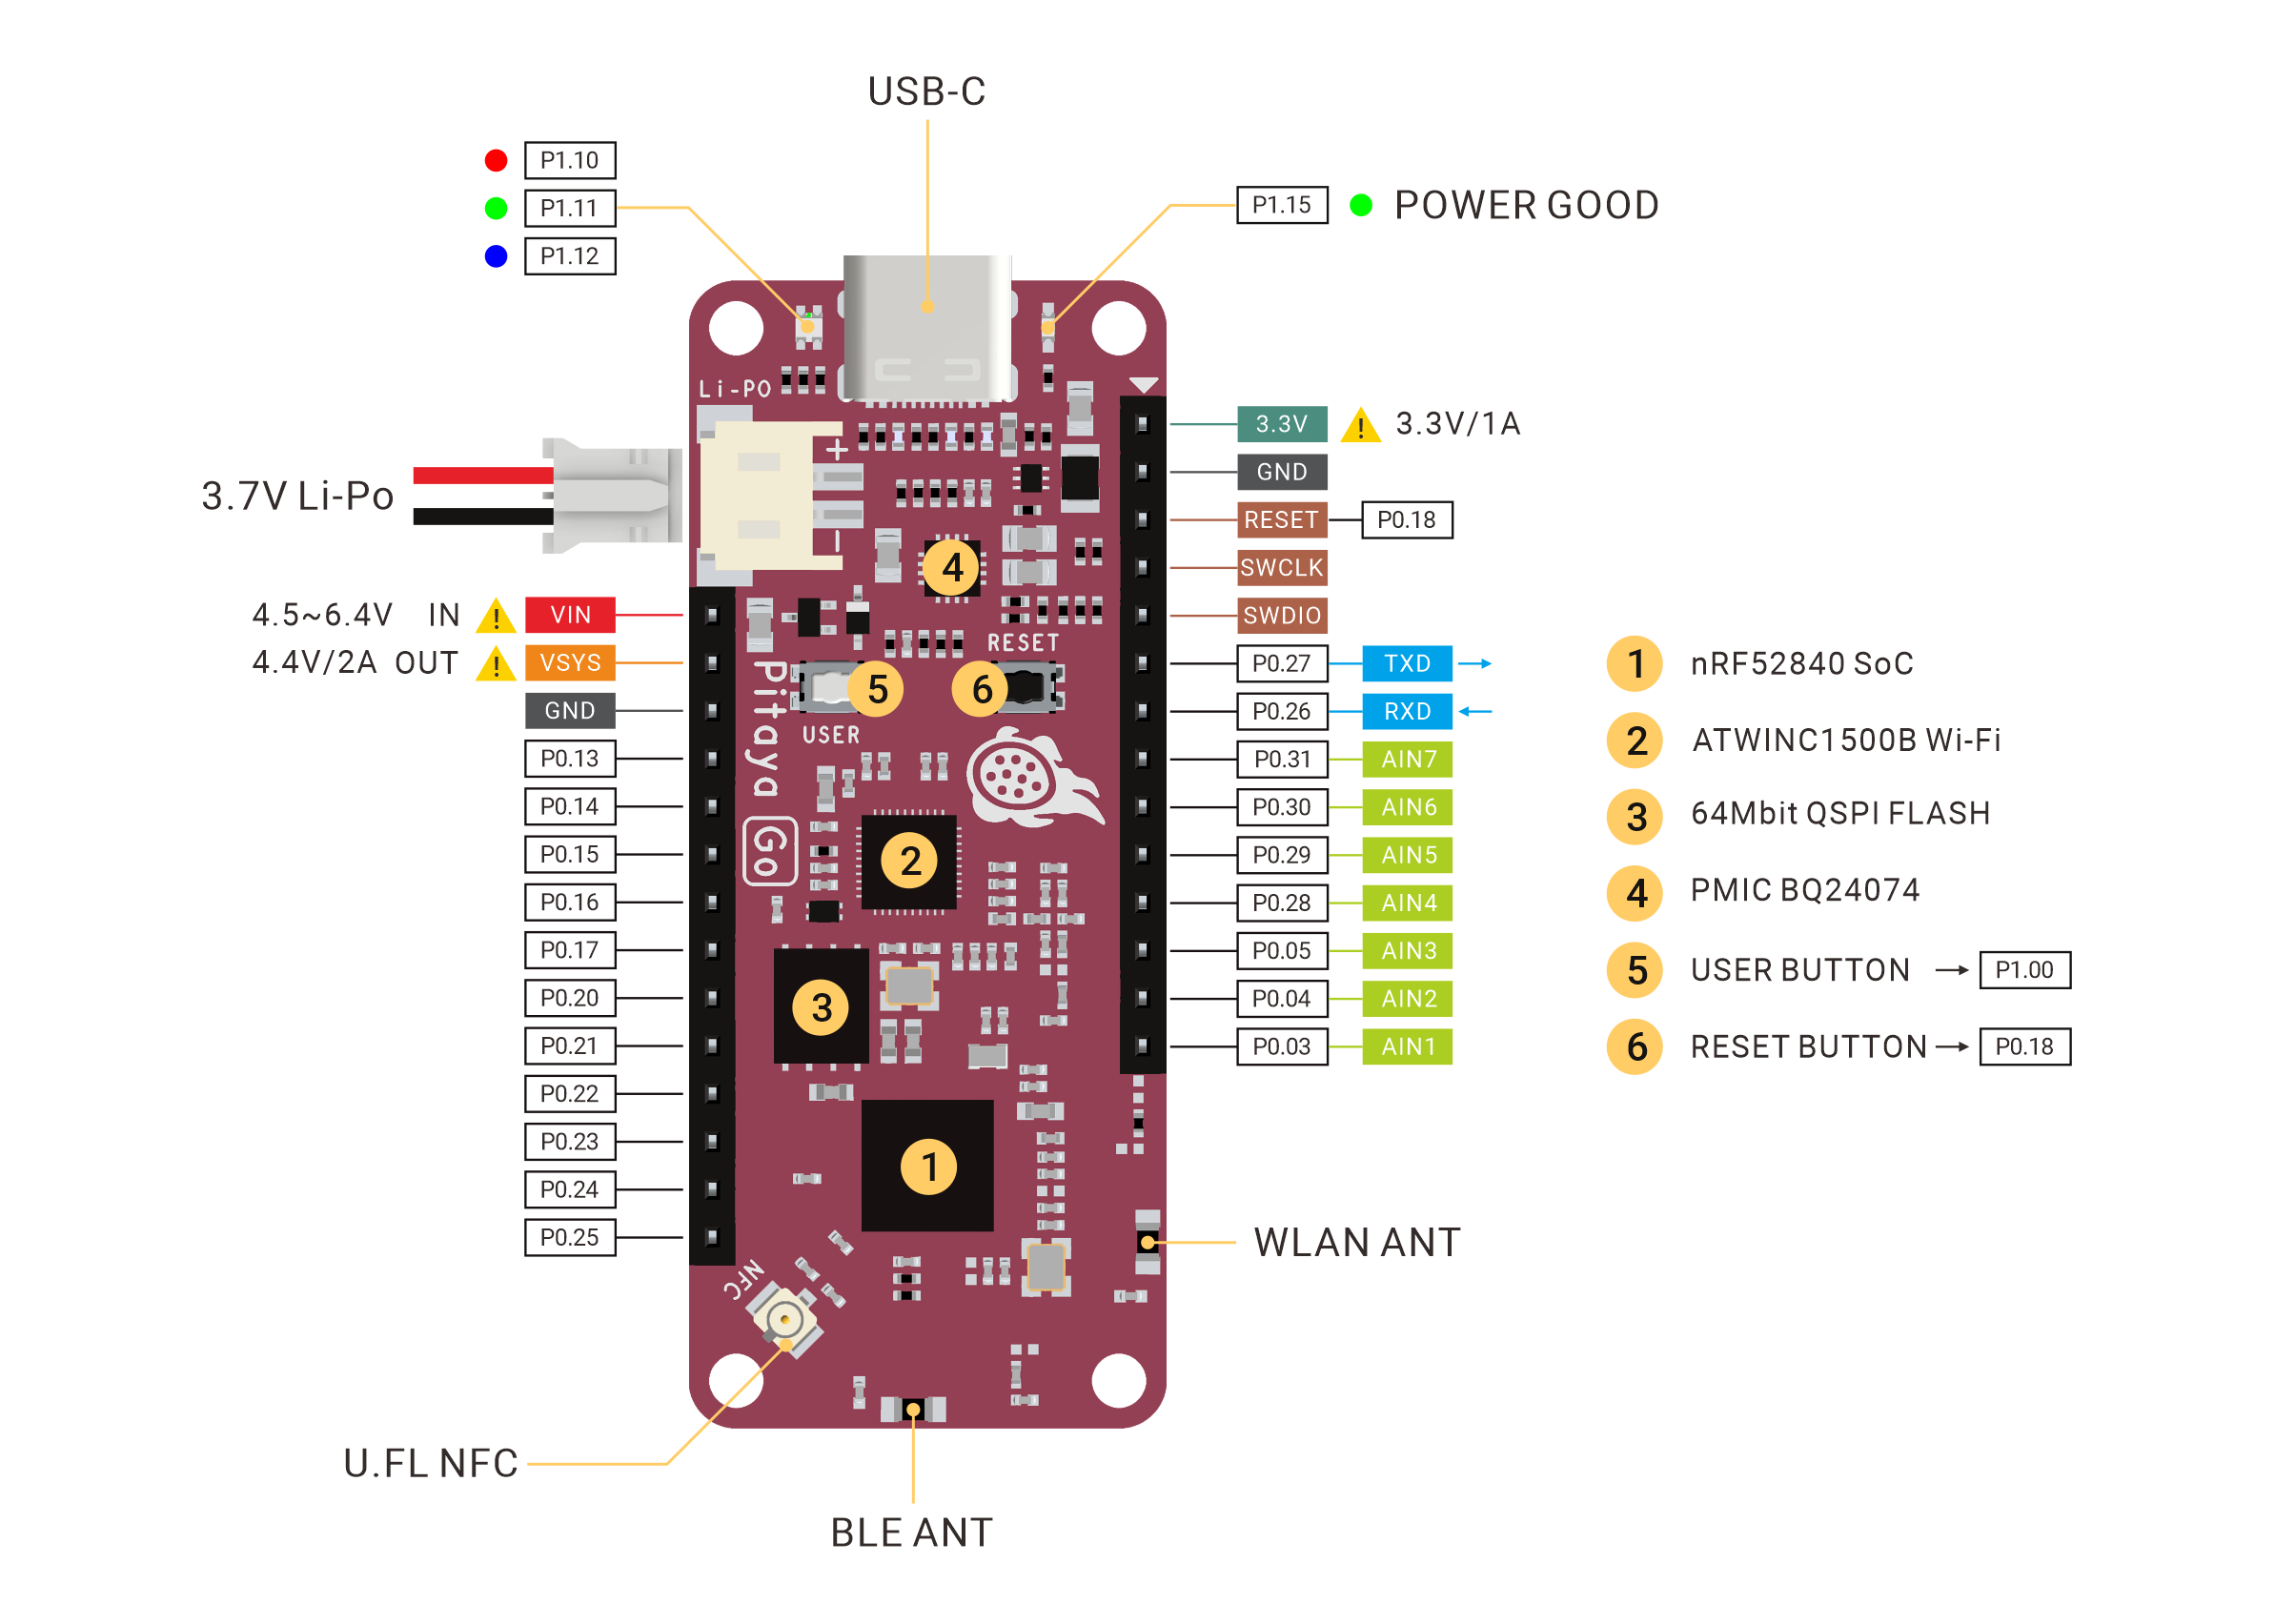 USB-C
P1.10
P1.11
P1.12
P1.15 POWER GOOD
Li-PO
+
-
3.7V Li-Po
3.3V ! 3.3V/1A
GND
RESET P0.18
SWCLK
SWDIO
P0.27 TXD
P0.26 RXD
P0.31 AIN7
P0.30 AIN6
P0.29 AIN5
P0.28 AIN4
P0.05 AIN3
P0.04 AIN2
P0.03 AIN1
4.5~6.4V IN ! VIN
4.4V/2A OUT ! VSYS
GND
P0.13
P0.14
P0.15
P0.16
P0.17
P0.20
P0.21
P0.22
P0.23
P0.24
P0.25
4
RESET
5
6
USER
Pitaya
Go
2
3
1
NFC
1 nRF52840 SoC
2 ATWINC1500B Wi-Fi
3 64Mbit QSPI FLASH
4 PMIC BQ24074
5 USER BUTTON → P1.00
6 RESET BUTTON → P0.18
WLAN ANT
U.FL NFC
BLE ANT